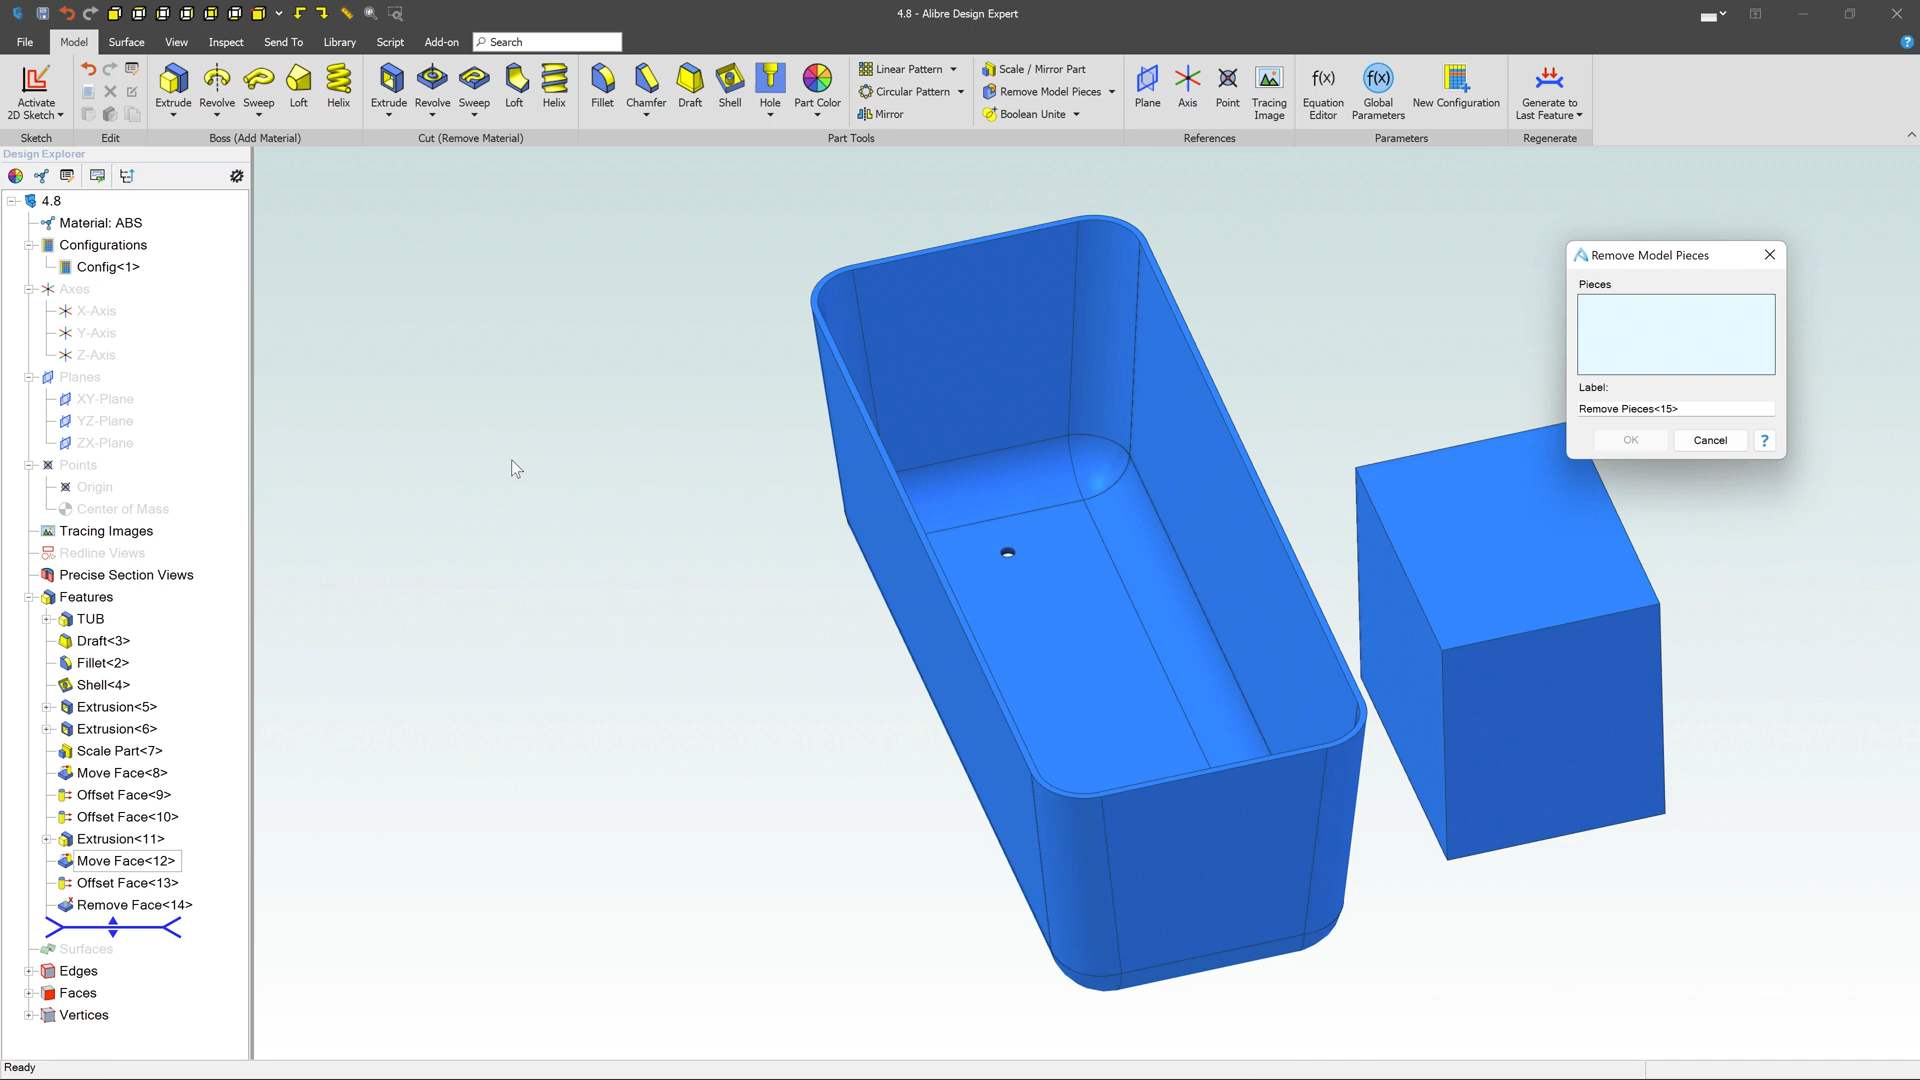 4.8 - Alibre Design Expert
File Model Surface View Inspect Send To Library Script Add-on Search
Activate 2D Sketch
Sketch
Edit
Extrude Revolve Sweep Loft Helix
Boss (Add Material)
Extrude Revolve Sweep Loft Helix
Cut (Remove Material)
Fillet Chamfer Draft Shell Hole Part Color
Linear Pattern
Circular Pattern
Mirror
Scale / Mirror Part
Remove Model Pieces
Boolean Unite
Part Tools
Plane Axis Point Tracing Image
References
f(x) Equation Editor
f(x) Global Parameters
New Configuration
Parameters
Generate to Last Feature
Regenerate
Design Explorer
4.8
Material: ABS
Configurations
Config<1>
Axes
X-Axis
Y-Axis
Z-Axis
Planes
XY-Plane
YZ-Plane
ZX-Plane
Points
Origin
Center of Mass
Tracing Images
Redline Views
Precise Section Views
Features
TUB
Draft<3>
Fillet<2>
Shell<4>
Extrusion<5>
Extrusion<6>
Scale Part<7>
Move Face<8>
Offset Face<9>
Offset Face<10>
Extrusion<11>
Move Face<12>
Offset Face<13>
Remove Face<14>
Surfaces
Edges
Faces
Vertices
Remove Model Pieces
Pieces
Label:
Remove Pieces<15>
OK Cancel ?
Ready